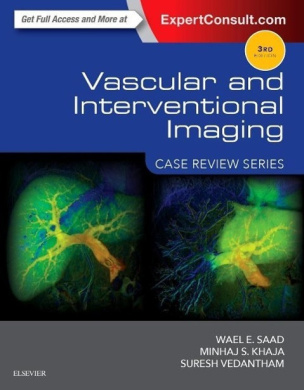 Get Full Access and More at
ExpertConsult.com
3RD
EDITION
Vascular and
Interventional
Imaging
CASE REVIEW SERIES
WAEL E. SAAD
MINHAJ S. KHAJA
SURESH VEDANTHAM
ELSEVIER